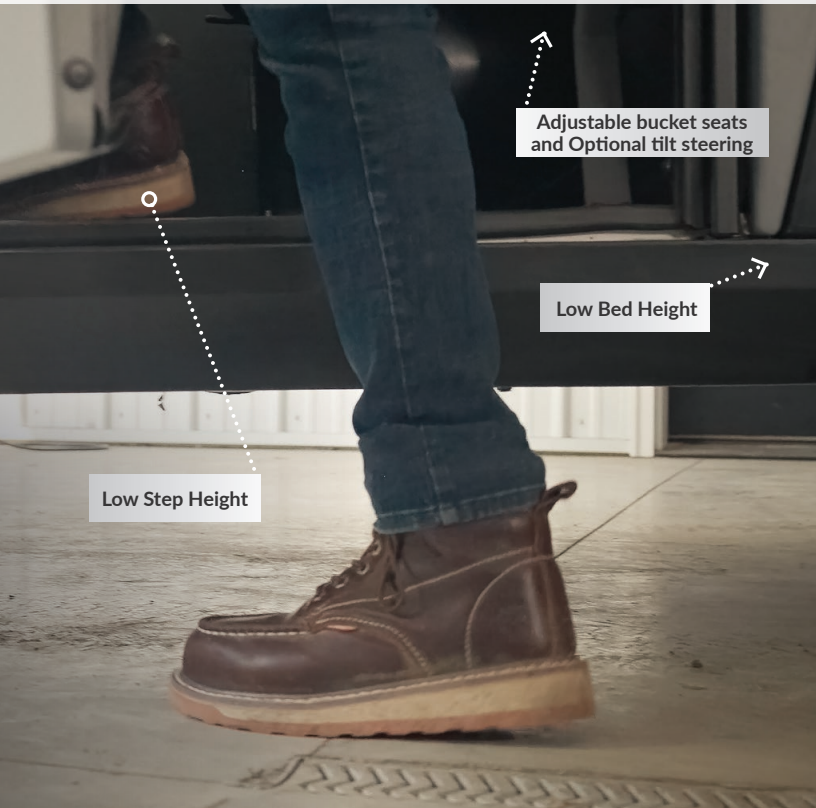 Adjustable bucket seats
and Optional tilt steering
Low Bed Height
Low Step Height